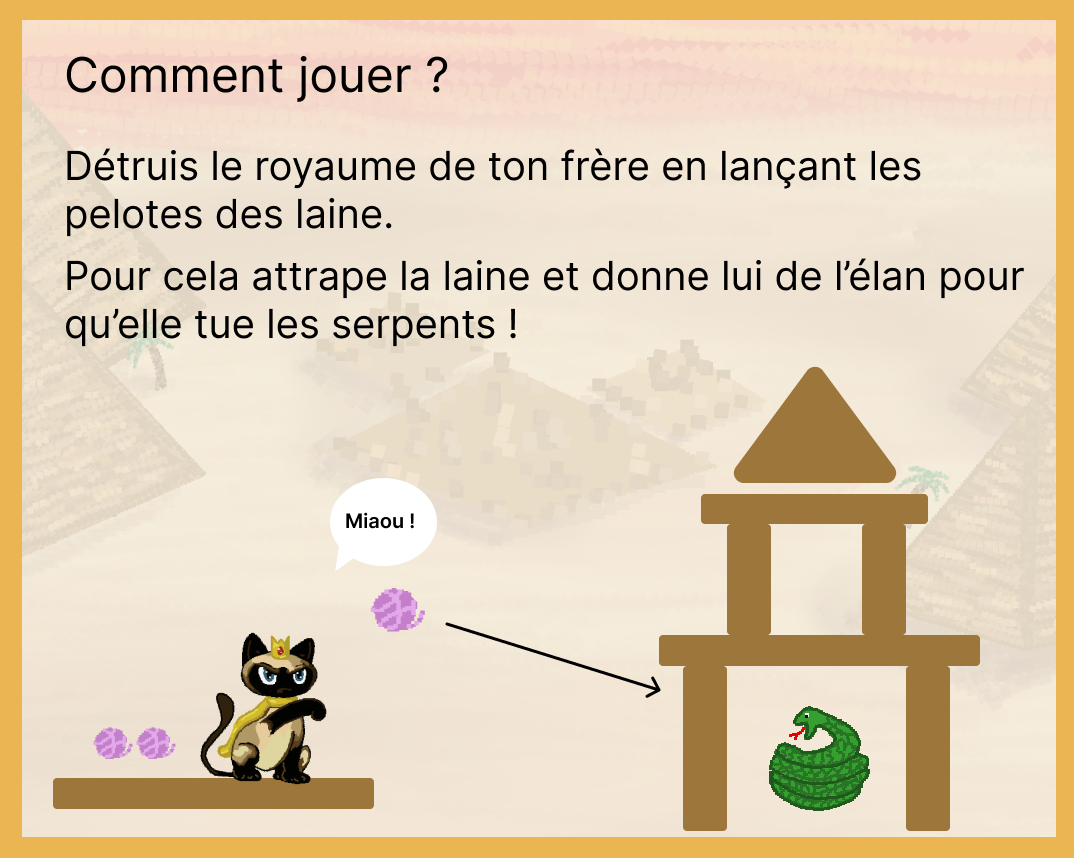 Comment jouer ?
Détruis le royaume de ton frère en lançant les
pelotes des laine.
Pour cela attrape la laine et donne lui de l’élan pour
qu’elle tue les serpents !
Miaou !